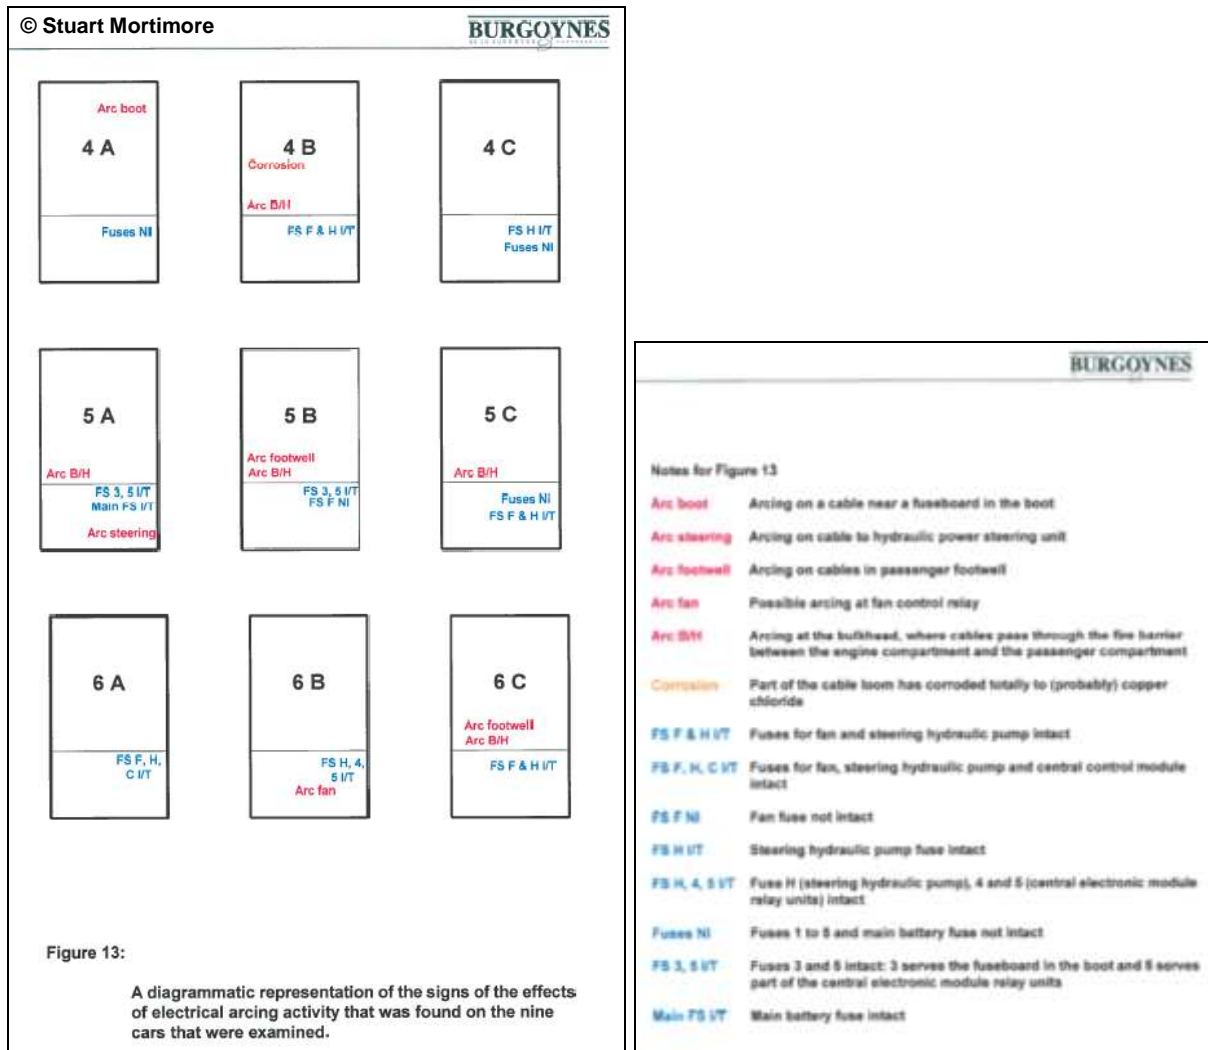 © Stuart Mortimore
BURGOYNES
Arc boot
4 A
Fuses NI
4 B
Corrosion
Arc B/H
FS F & H I/T
4 C
FS H I/T
Fuses NI
5 A
Arc B/H
FS 3, 5 I/T
Main FS I/T
Arc steering
5 B
Arc footwell
Arc B/H
FS 3, 5 I/T
FS F NI
5 C
Arc B/H
Fuses NI
FS F & H I/T
6 A
FS F, H,
C I/T
6 B
FS H, 4,
5 I/T
Arc fan
6 C
Arc footwell
Arc B/H
FS F & H I/T
Figure 13:
A diagrammatic representation of the signs of the effects
of electrical arcing activity that was found on the nine
cars that were examined.
BURGOYNES
Notes for Figure 13
Arc boot Arcing on a cable near a fuseboard in the boot
Arc steering Arcing on cable to hydraulic power steering unit
Arc footwell Arcing on cables in passenger footwell
Arc fan Possible arcing at fan control relay
Arc B/H Arcing at the bulkhead, where cables pass through the fire barrier
between the engine compartment and the passenger compartment
Corrosion Part of the cable loom has corroded totally to (probably) copper
chloride
FS F & H I/T Fuses for fan and steering hydraulic pump intact
FS F, H, C I/T Fuses for fan, steering hydraulic pump and central control module
intact
FS F NI Fan fuse not intact
FS H I/T Steering hydraulic pump fuse intact
FS H, 4, 5 I/T Fuse H (steering hydraulic pump), 4 and 5 (central electronic module
relay units) intact
Fuses NI Fuses 1 to 8 and main battery fuse not intact
FS 3, 5 I/T Fuses 3 and 5 intact: 3 serves the fuseboard in the boot and 5 serves
part of the central electronic module relay units
Main FS I/T Main battery fuse intact